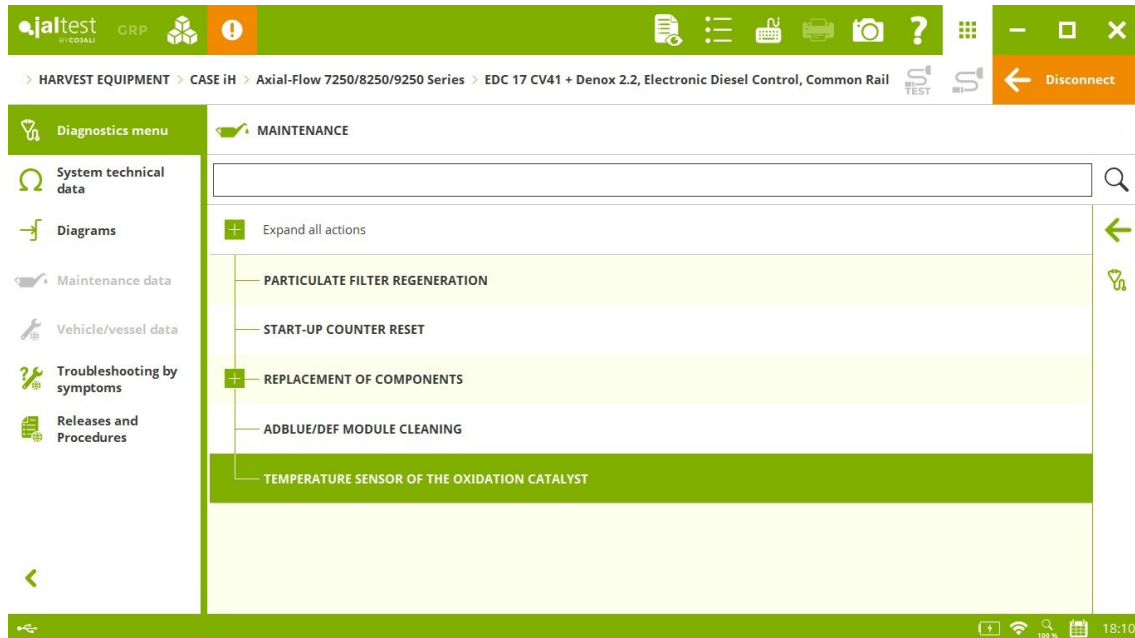 jaltest GRP
BY COJALI
> HARVEST EQUIPMENT > CASE iH > Axial-Flow 7250/8250/9250 Series > EDC 17 CV41 + Denox 2.2, Electronic Diesel Control, Common Rail
TEST
Disconnect
Diagnostics menu
MAINTENANCE
System technical
data
Diagrams
Expand all actions
Maintenance data
PARTICULATE FILTER REGENERATION
Vehicle/vessel data
START-UP COUNTER RESET
Troubleshooting by
symptoms
REPLACEMENT OF COMPONENTS
Releases and
Procedures
ADBLUE/DEF MODULE CLEANING
TEMPERATURE SENSOR OF THE OXIDATION CATALYST
100 %
18:10